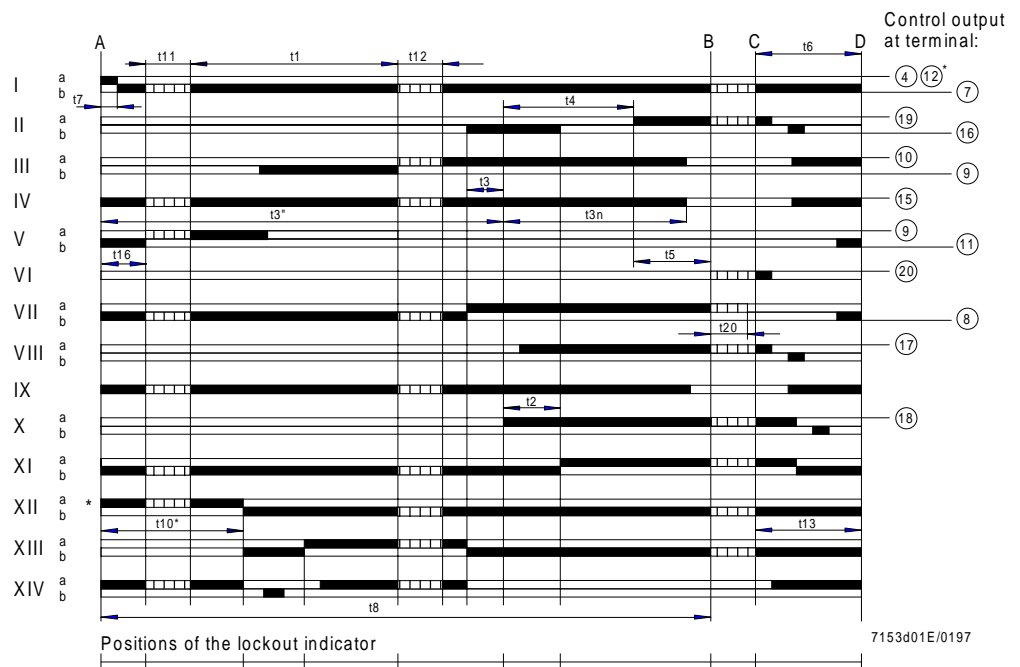 Control output
at terminal:
A B C D
t11 t1 t12 t6
I a b 4 12 * 7
t7 t4
II a b 19 16
III a b 10 9
t3
IV 15
t3" t3n
V a b 9 11
t16 t5
VI 20
VII a b 8
t20
VIII a b 17
IX
t2
X a b 18
XI a b
XII a b *
t10* t13
XIII a b
XIV a b
t8
Positions of the lockout indicator
7153d01E/0197